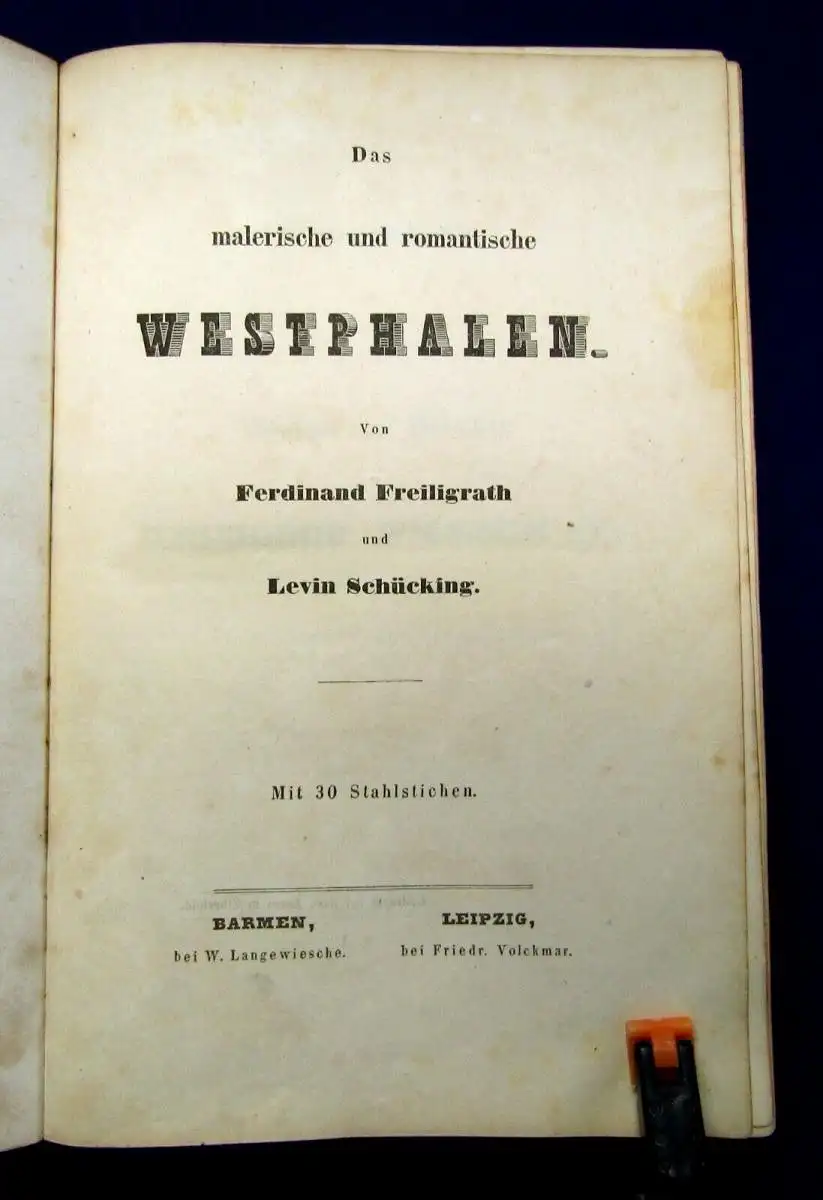 Das
malerische und romantische
WESTPHALEN.
Von
Ferdinand Freiligrath
und
Levin Schücking.
Mit 30 Stahlstichen.
BARMEN,
bei W. Langewiesche.
LEIPZIG,
bei Friedr. Volckmar.